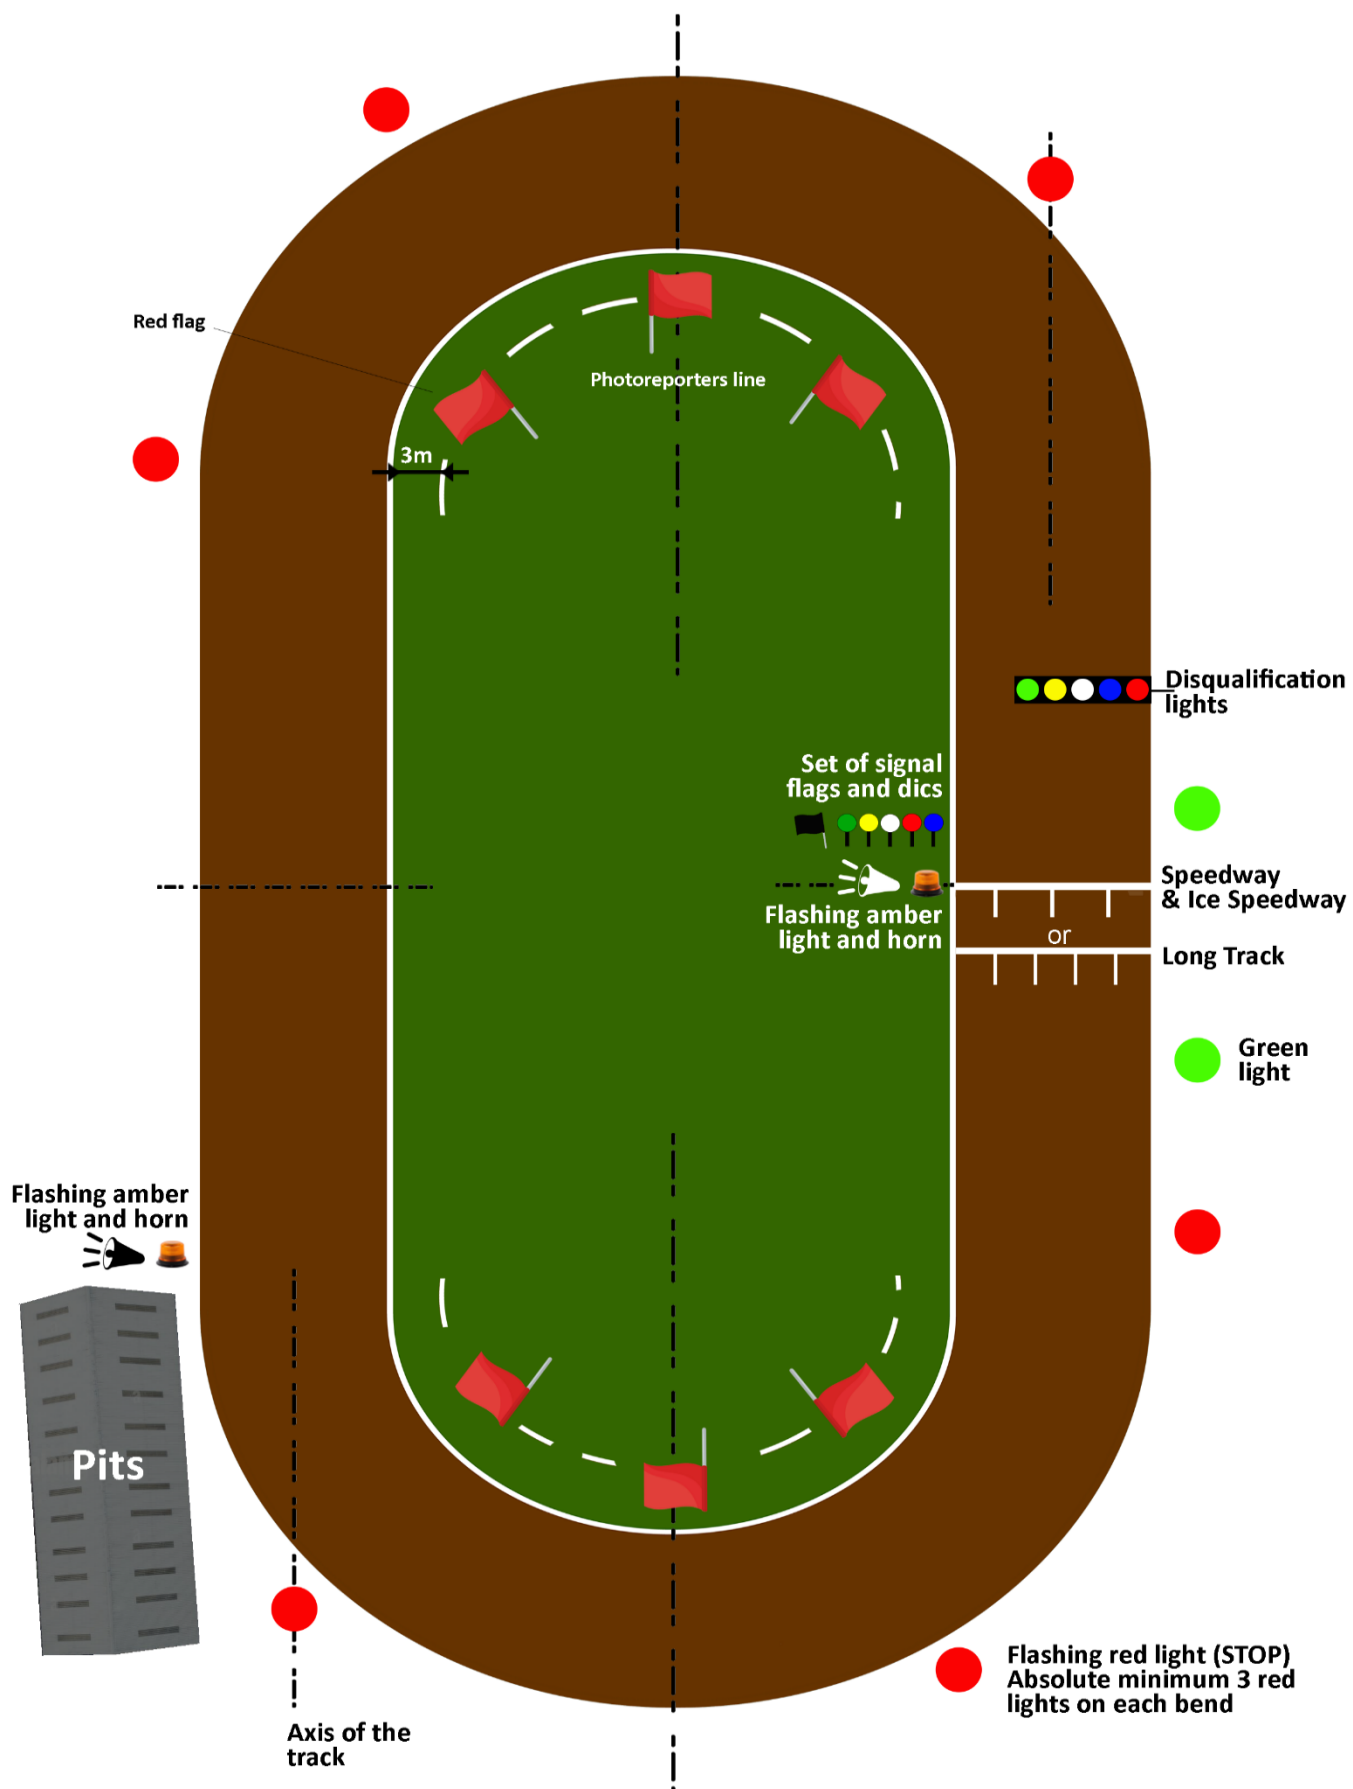 Red flag
Photoreporters line
3m
Disqualification
lights
Set of signal
flags and dics
Speedway
& Ice Speedway
Flashing amber
light and horn
or
Long Track
Green
light
Flashing amber
light and horn
Pits
Flashing red light (STOP)
Absolute minimum 3 red
lights on each bend
Axis of the
track